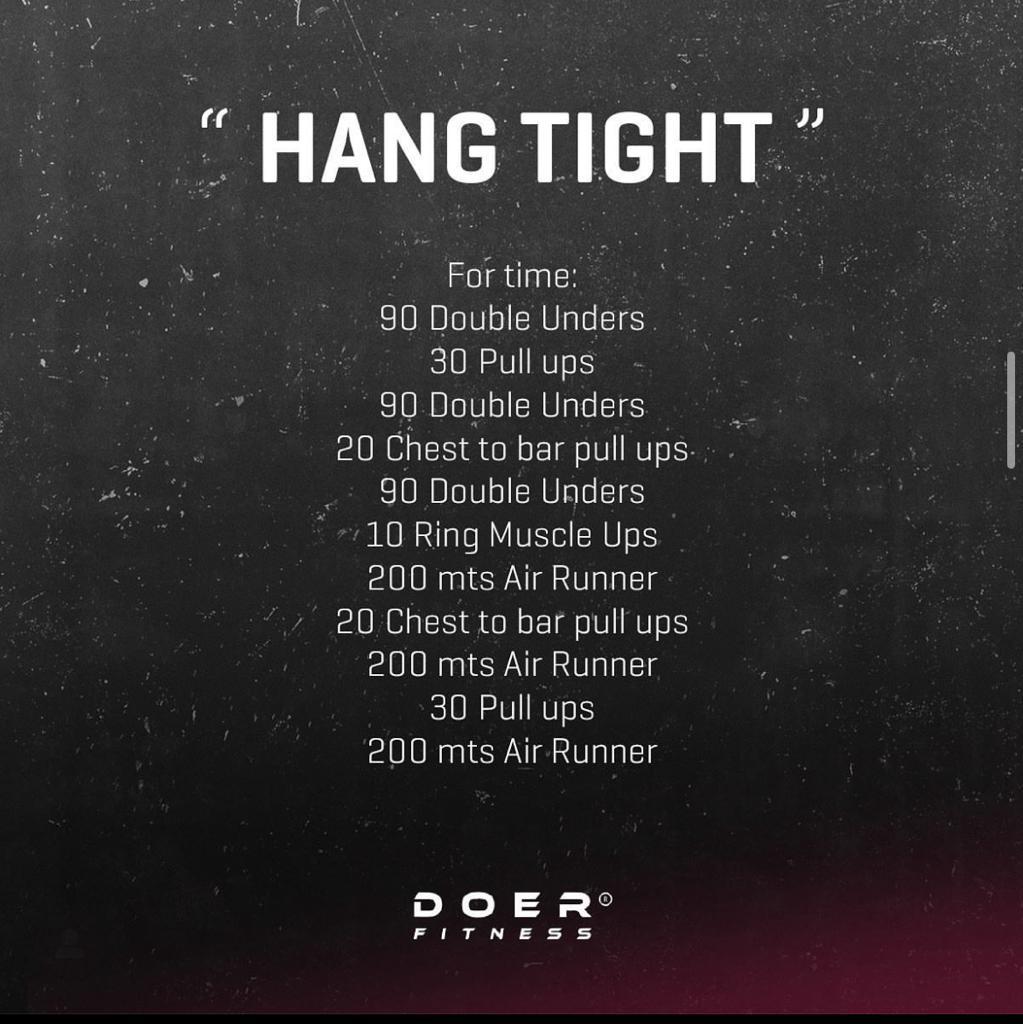 “ HANG TIGHT ”
For time:
90 Double Unders
30 Pull ups
90 Double Unders
20 Chest to bar pull ups
90 Double Unders
10 Ring Muscle Ups
200 mts Air Runner
20 Chest to bar pull ups
200 mts Air Runner
30 Pull ups
200 mts Air Runner
DOER®
FITNESS